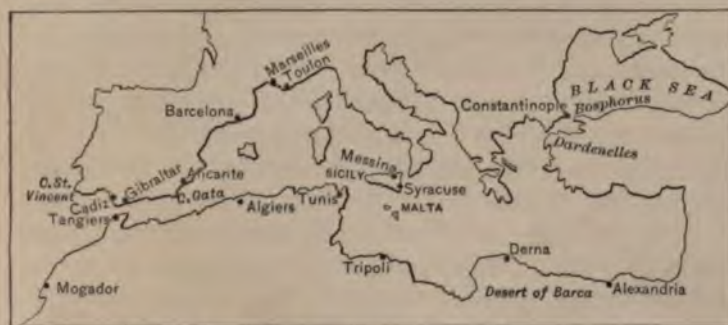 Marseilles
Toulon
BLACK SEA
Constantinople
Bosphorus
Barcelona
Dardenelles
Messina
SICILY
Syracuse
Alicante
Gibraltar
C. St.
Vincent
C. Gata
Cadiz
Tangiers
Algiers
Tunis
MALTA
Derna
Tripoli
Mogador
Desert of Barca
Alexandria